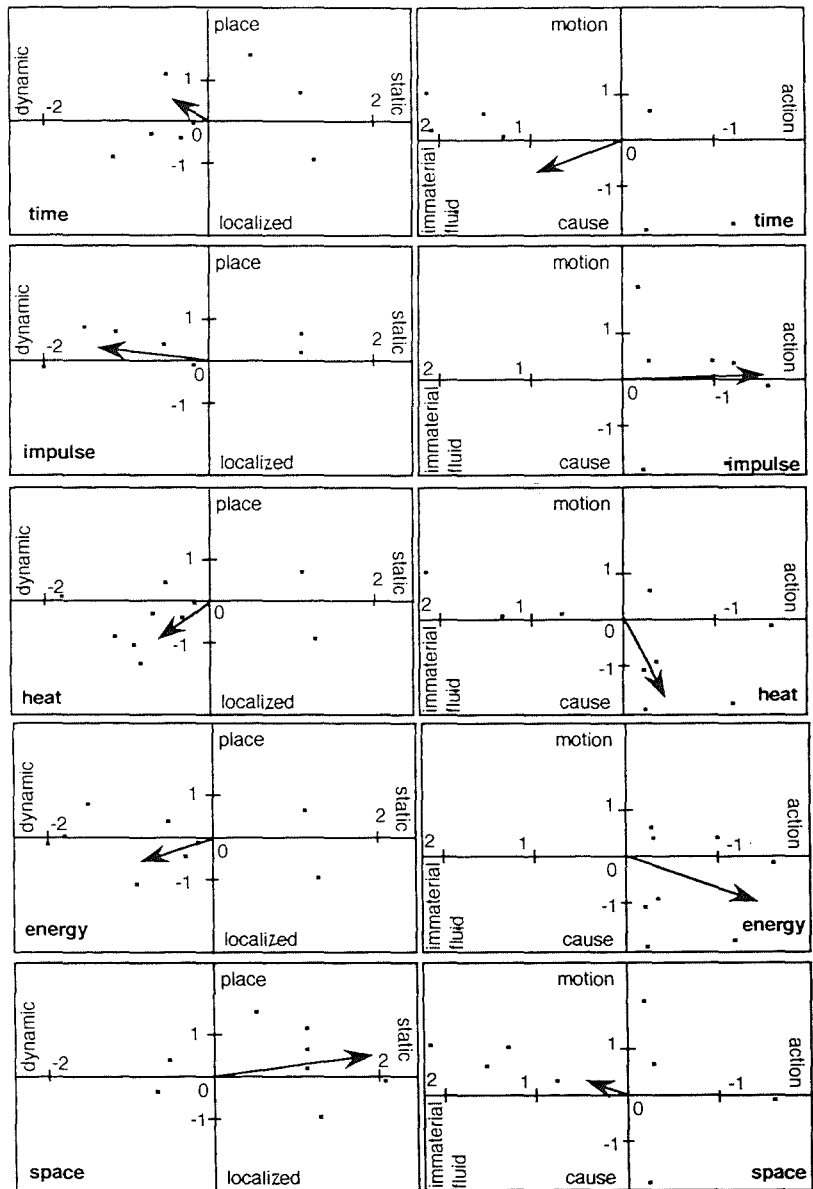 place
dynamic
static
-2
1
2
0
-1
time
localized
motion
action
1
2
1
-1
0
immaterial
fluid
-1
cause
time
place
dynamic
static
1
-2
2
0
-1
impulse
localized
motion
action
1
2
1
0
-1
immaterial
fluid
-1
cause
impulse
place
dynamic
static
1
-2
2
0
-1
heat
localized
motion
action
1
2
1
-1
0
immaterial
fluid
-1
cause
heat
place
dynamic
static
1
-2
2
0
-1
energy
localized
motion
action
1
2
1
-1
0
immaterial
fluid
-1
cause
energy
place
dynamic
static
1
-2
2
0
-1
space
localized
motion
action
1
2
1
-1
0
immaterial
fluid
-1
cause
space